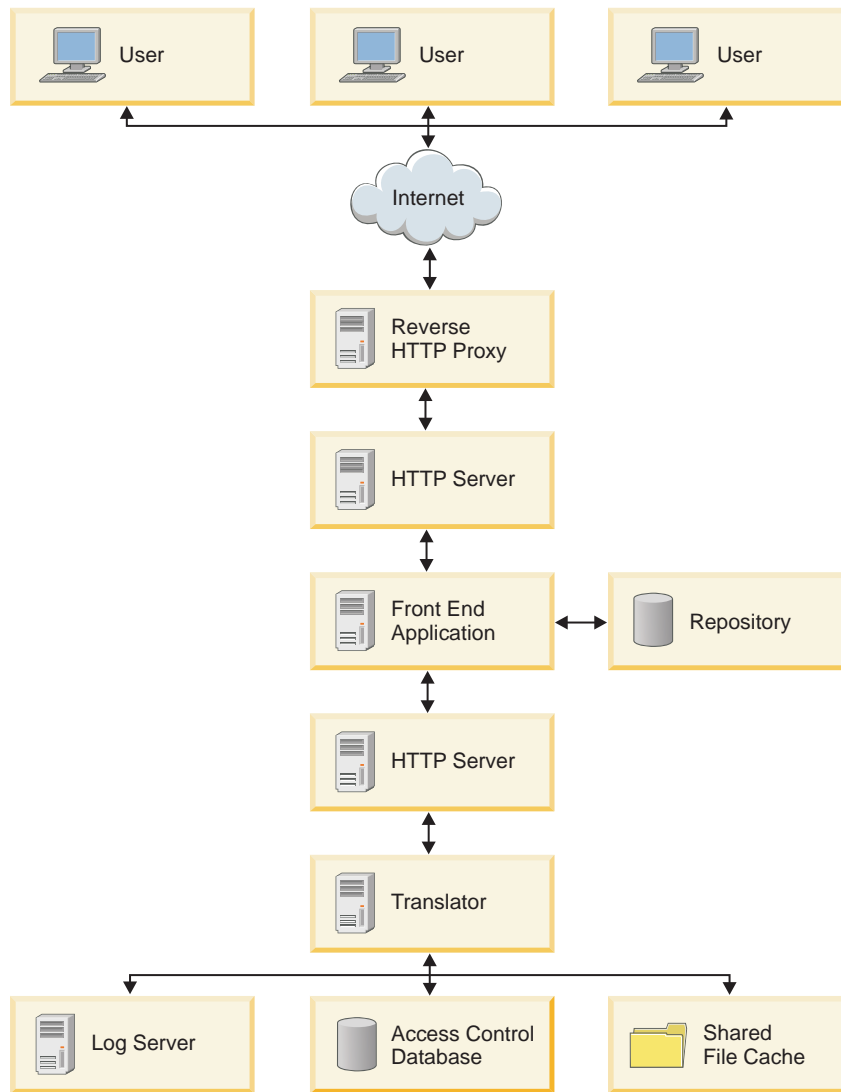 User
User
User
Internet
Reverse
HTTP Proxy
HTTP Server
Front End
Application
Repository
HTTP Server
Translator
Log Server
Access Control
Database
Shared
File Cache